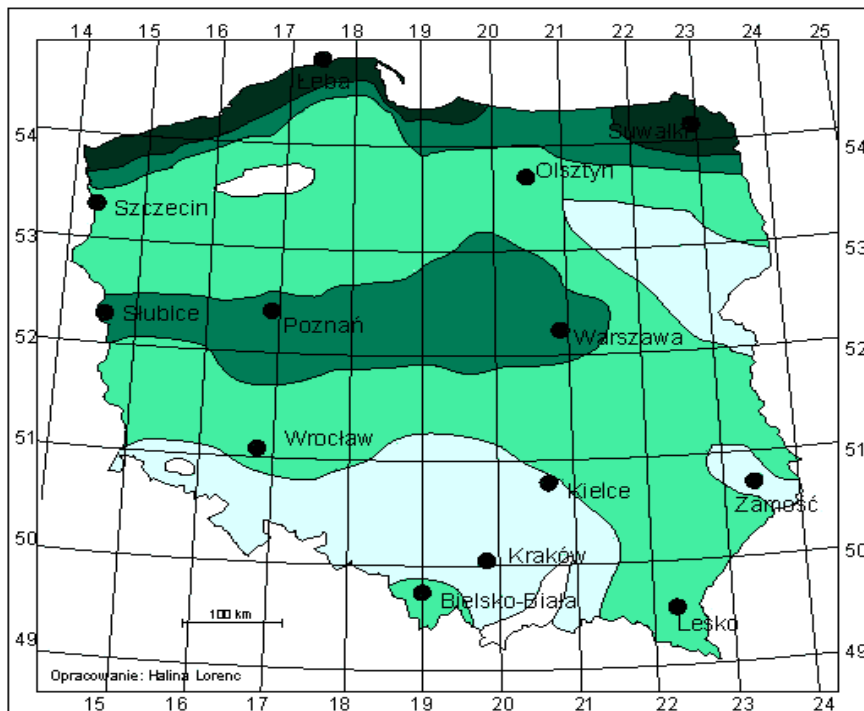 14 15 16 17 18 19 20 21 22 23 24 25
Łeba
54 Suwałki 54
Olsztyn
Szczecin
53 53
Słubice
Poznań
52 Warszawa 52
Wrocław
51 51
Kielce
Zamość
50 Kraków 50
Bielsko-Biała
100 km Lesko
49 49
Opracowanie: Halina Lorenc
15 16 17 18 19 20 21 22 23 24